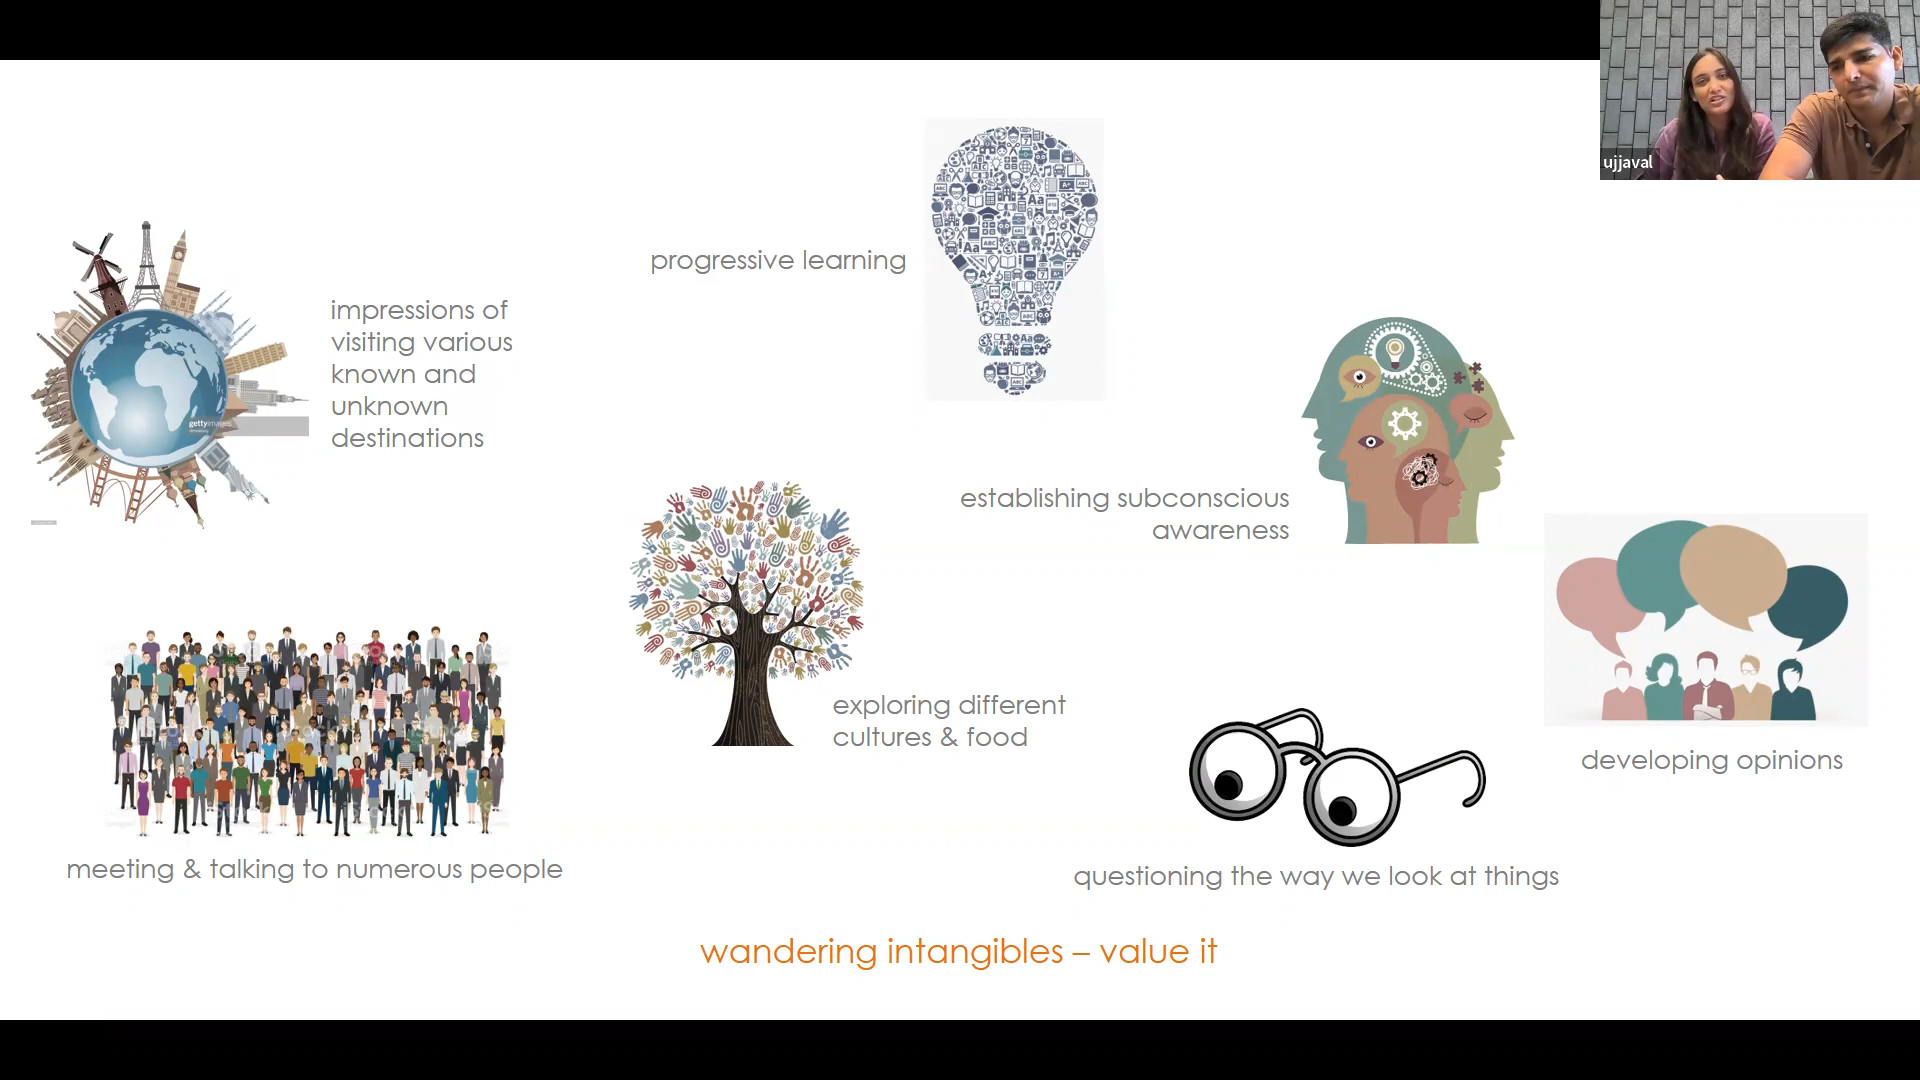 ujjaval
progressive learning
impressions of
visiting various
known and
unknown
destinations
gettyimages
establishing subconscious
awareness
exploring different
cultures & food
developing opinions
meeting & talking to numerous people
questioning the way we look at things
wandering intangibles – value it